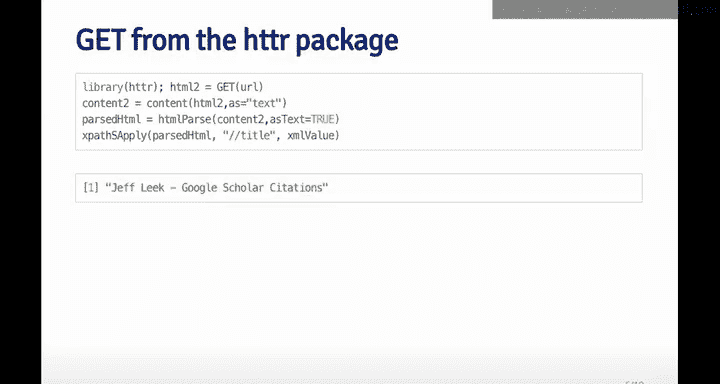 GET from the httr package
library(httr); html2 = GET(url)
content2 = content(html2,as="text")
parsedHtml = htmlParse(content2,asText=TRUE)
xpathSApply(parsedHtml, "//title", xmlValue)
[1] "Jeff Leek - Google Scholar Citations"